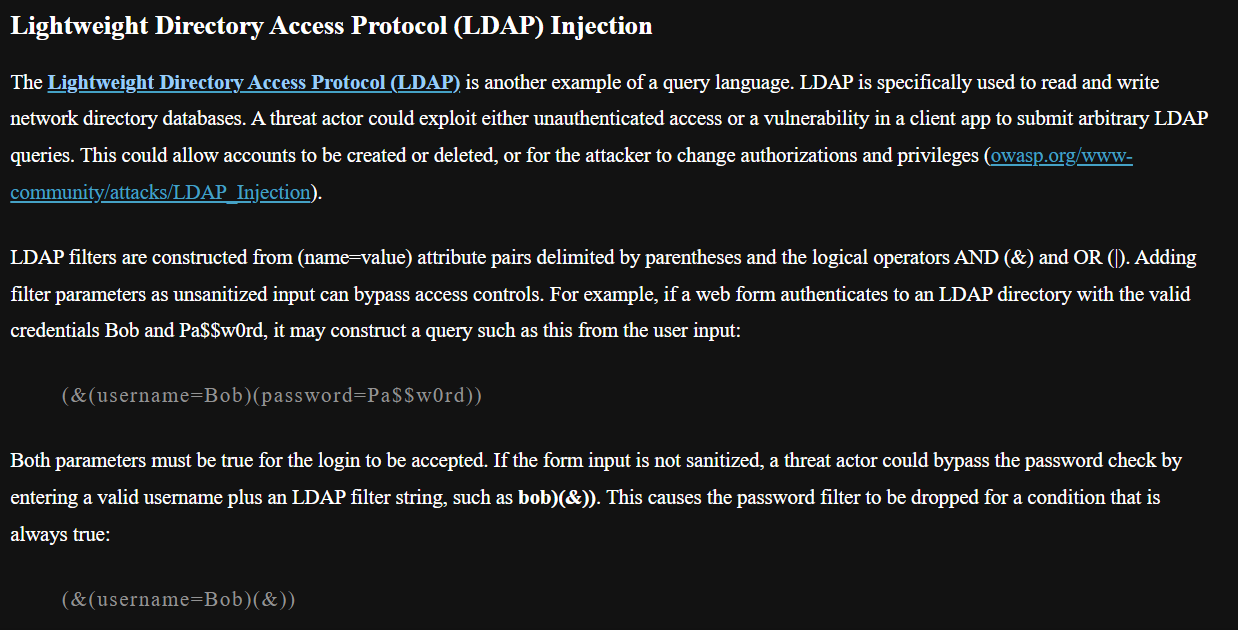 Lightweight Directory Access Protocol (LDAP) Injection
The Lightweight Directory Access Protocol (LDAP) is another example of a query language. LDAP is specifically used to read and write
network directory databases. A threat actor could exploit either unauthenticated access or a vulnerability in a client app to submit arbitrary LDAP
queries. This could allow accounts to be created or deleted, or for the attacker to change authorizations and privileges (owasp.org/www-
community/attacks/LDAP_Injection).
LDAP filters are constructed from (name=value) attribute pairs delimited by parentheses and the logical operators AND (&) and OR (|). Adding
filter parameters as unsanitized input can bypass access controls. For example, if a web form authenticates to an LDAP directory with the valid
credentials Bob and Pa$$w0rd, it may construct a query such as this from the user input:
(&(username=Bob)(password=Pa$$w0rd))
Both parameters must be true for the login to be accepted. If the form input is not sanitized, a threat actor could bypass the password check by
entering a valid username plus an LDAP filter string, such as bob)(&)). This causes the password filter to be dropped for a condition that is
always true:
(&(username=Bob)(&))